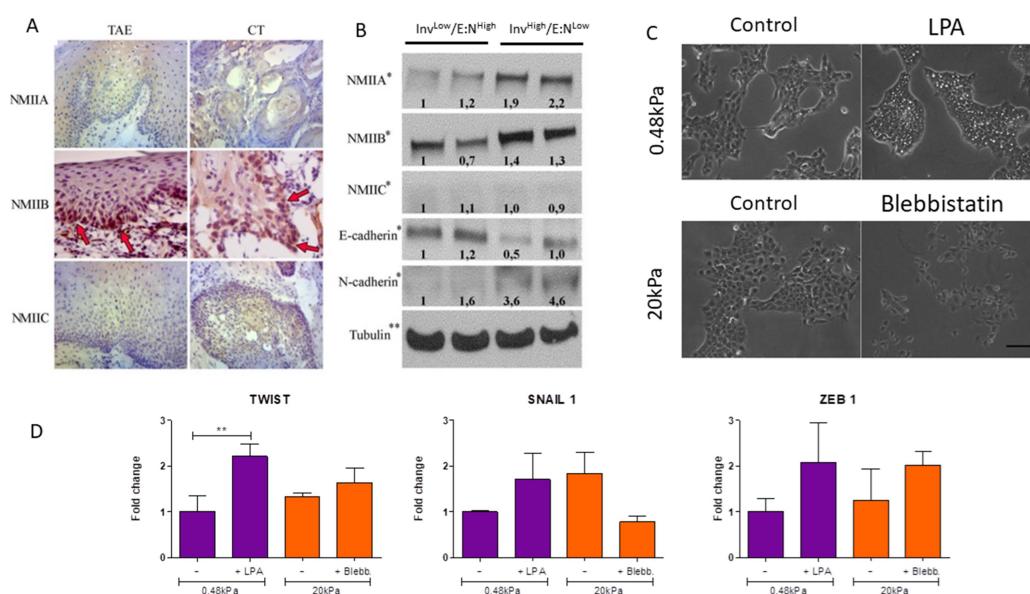 A
TAE
CT
NMIIA
NMIIB
NMIIC
B
Inv^Low/E:N^High
Inv^High/E:N^Low
NMIIA*
1 1,2 1,9 2,2
NMIIB*
1 0,7 1,4 1,3
NMIIC*
1 1,1 1,0 0,9
E-cadherin*
1 1,2 0,5 1,0
N-cadherin*
1 1,6 3,6 4,6
Tubulin**
C
Control
LPA
0.48kPa
Control
Blebbistatin
20kPa
D
TWIST
Fold change
3
2
1
0
**
- + LPA - + Blebb.
0.48kPa 20kPa
SNAIL 1
Fold change
3
2
1
0
- + LPA - + Blebb.
0.48kPa 20kPa
ZEB 1
Fold change
3
2
1
0
- + LPA - + Blebb.
0.48kPa 20kPa